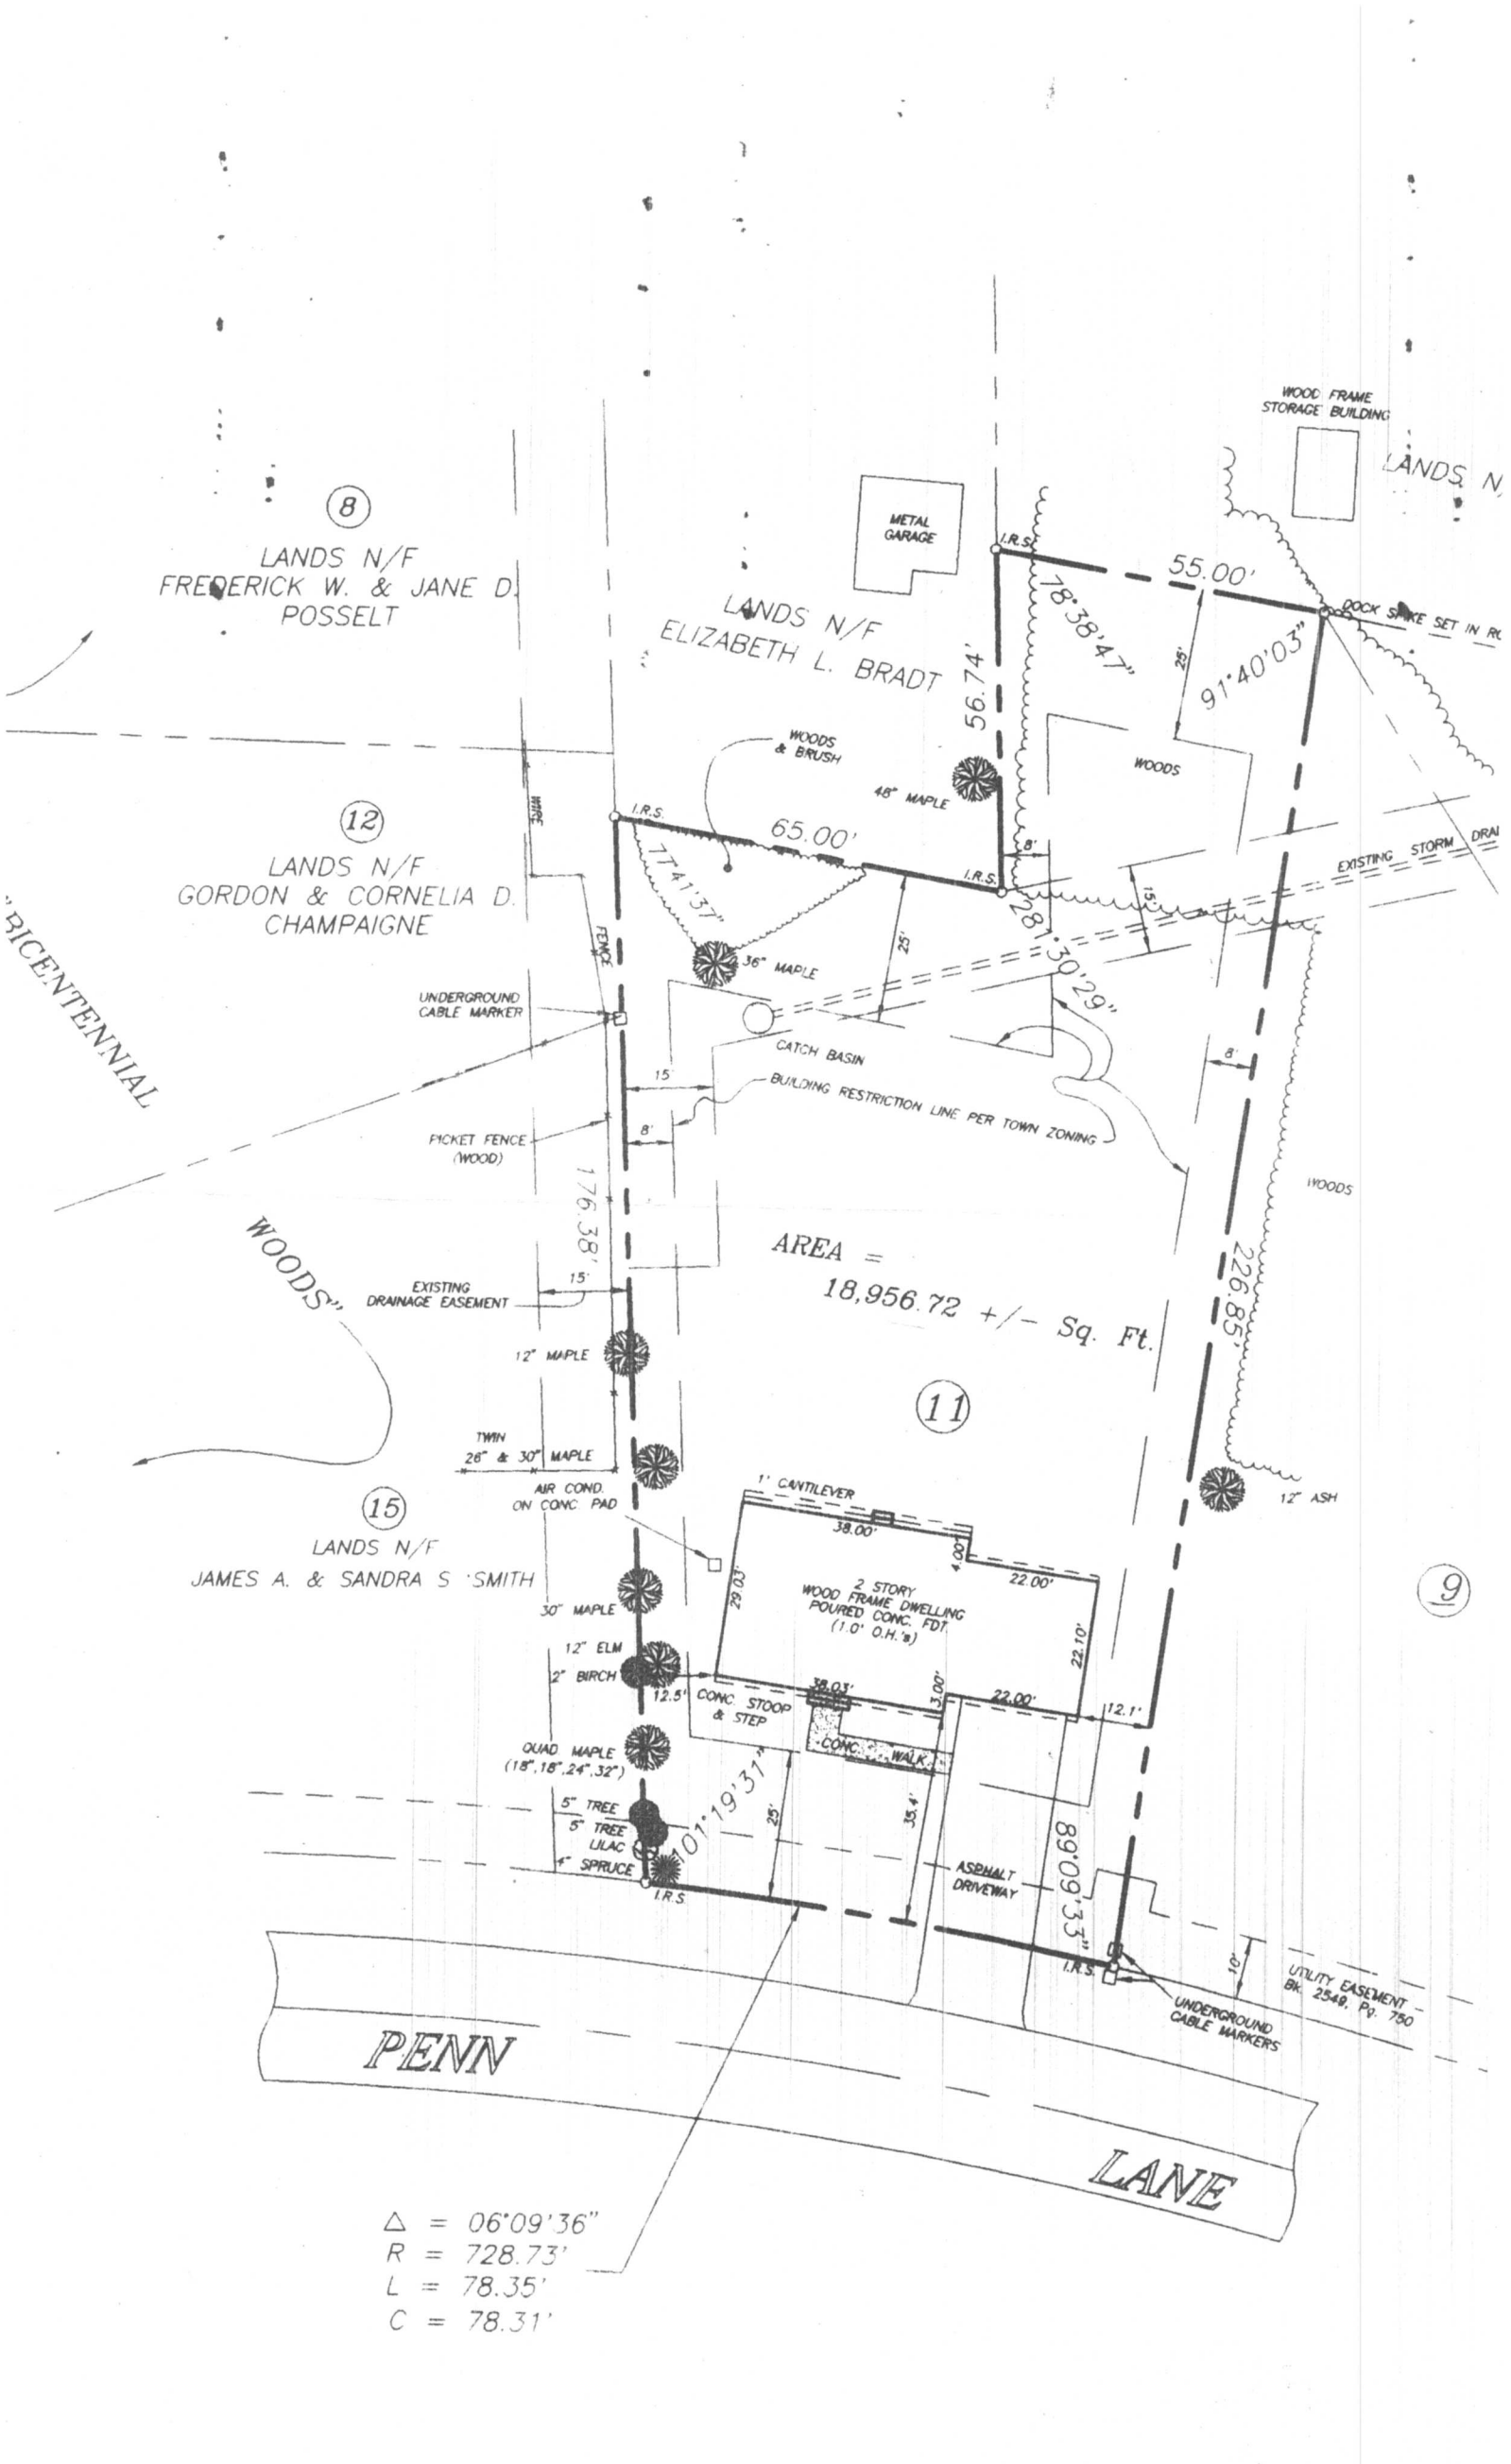 WOOD FRAME
STORAGE BUILDING
LANDS N/
8
LANDS N/F
FREDERICK W. & JANE D.
POSSELT
METAL
GARAGE
I.R.S.
55.00'
78°38'47"
DOCK SPIKE SET IN
91°40'03"
25'
LANDS N/F
ELIZABETH L. BRADT
56.74'
WOODS
& BRUSH
WOODS
48" MAPLE
WIRE
I.R.S.
65.00'
8'
EXISTING STORM
12
LANDS N/F
GORDON & CORNELIA D.
CHAMPAIGNE
77°41'37"
I.R.S.
15'
281°30'29"
25'
FENCE
36" MAPLE
"BICENTENNIAL
UNDERGROUND
CABLE MARKER
CATCH BASIN
8'
15'
BUILDING RESTRICTION LINE PER TOWN ZONING
PICKET FENCE
(WOOD)
8'
176.38'
WOODS
WOODS"
AREA =
18,956.72 +/- Sq. Ft.
226.85'
15'
EXISTING
DRAINAGE EASEMENT
12" MAPLE
11
TWIN
26" & 30" MAPLE
AIR COND.
ON CONC. PAD
1' CANTILEVER
12" ASH
15
LANDS N/F
JAMES A. & SANDRA S SMITH
38.00'
4.00'
22.00'
29.03'
2 STORY
WOOD FRAME DWELLING
POURED CONC. FDT.
(1.0' O.H.'s)
22.10'
9
30" MAPLE
12" ELM
2" BIRCH
12.5'
CONC. STOOP
& STEP
38.03'
3.00'
22.00'
12.1'
CONC. WALK
QUAD MAPLE
(18",18",24",32")
101°19'31"
25'
35.4'
5" TREE
5" TREE
LILAC
4" SPRUCE
I.R.S.
ASPHALT
DRIVEWAY
89°09'33"
I.R.S.
10'
UTILITY EASEMENT
BK. 2549, Pg. 750
UNDERGROUND
CABLE MARKERS
PENN
LANE
Δ = 06°09'36"
R = 728.73'
L = 78.35'
C = 78.31'